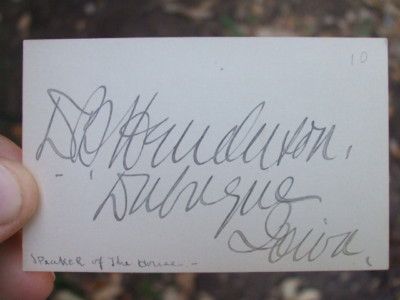 10
D B Henderson,
Dubuque
Iowa,
Speaker of The House. -